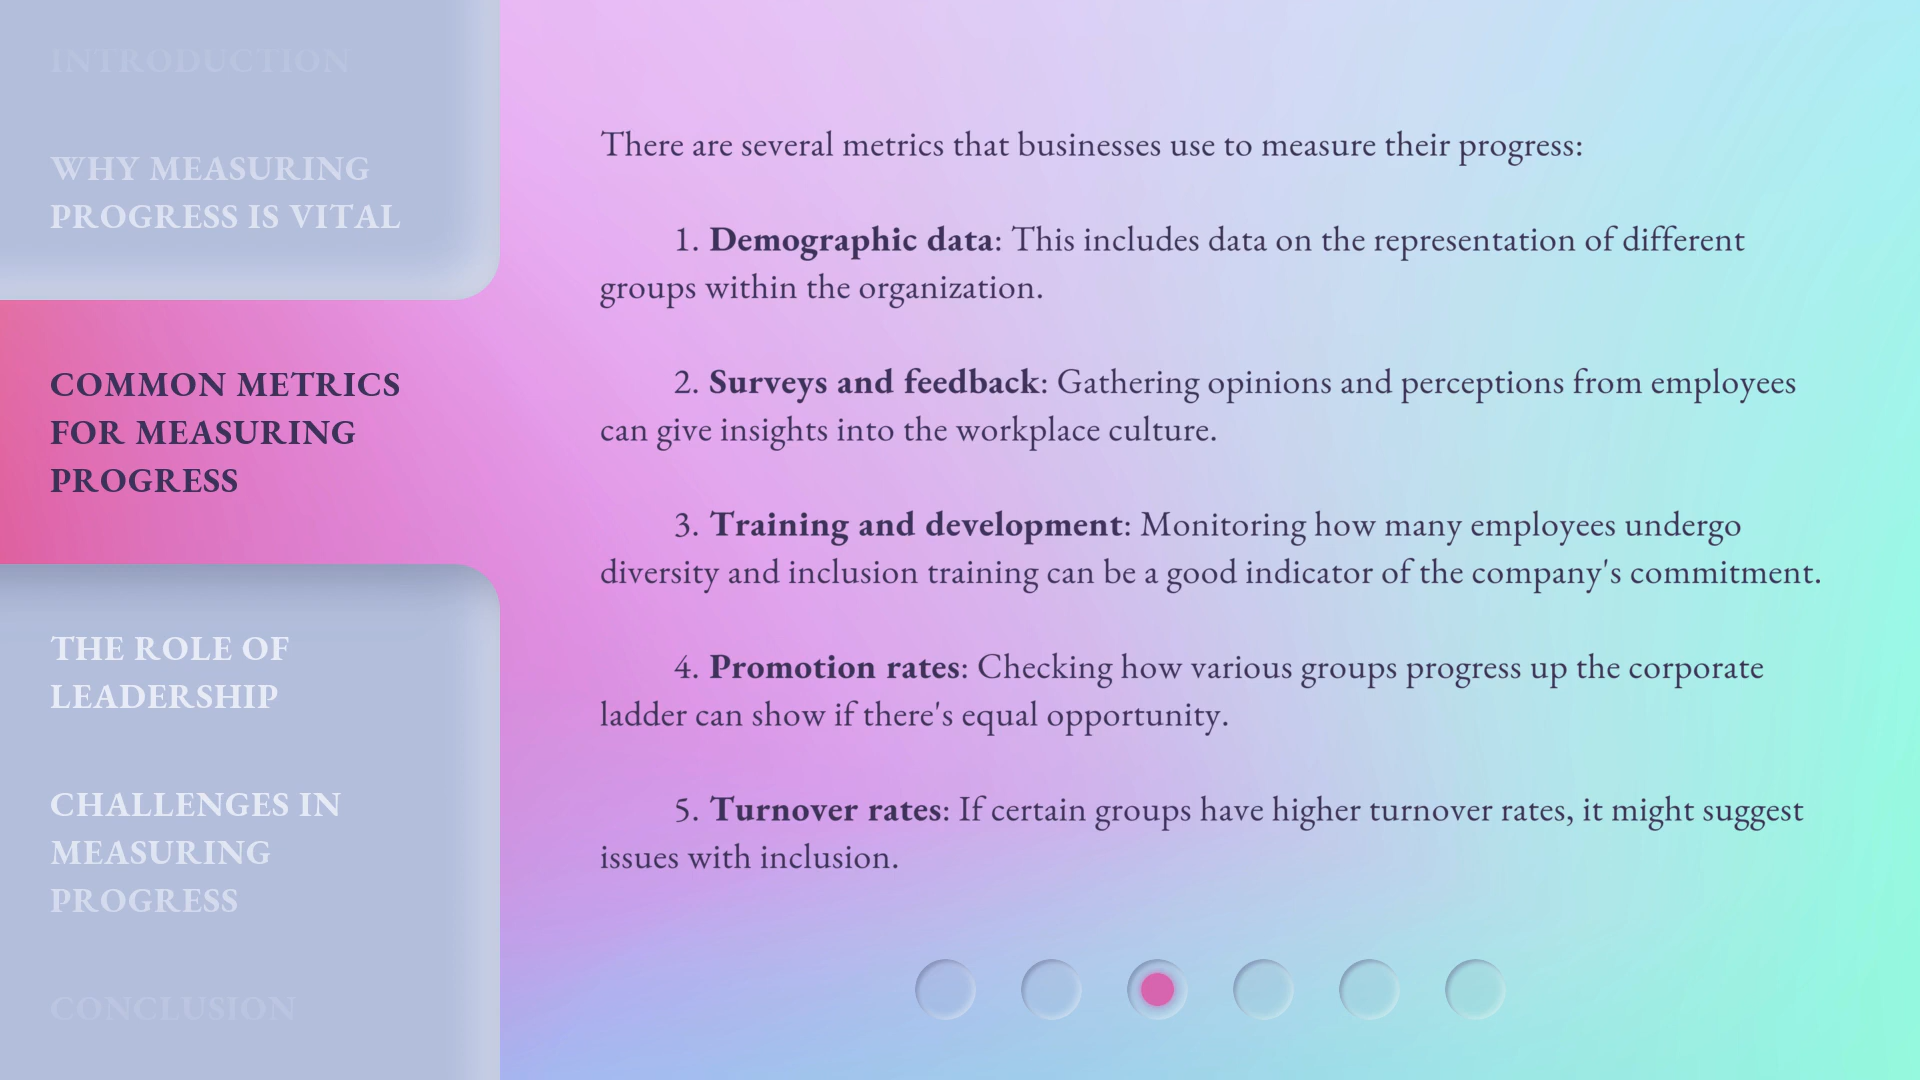 INTRODUCTION
WHY MEASURING
PROGRESS IS VITAL
COMMON METRICS
FOR MEASURING
PROGRESS
THE ROLE OF
LEADERSHIP
CHALLENGES IN
MEASURING
PROGRESS
CONCLUSION
There are several metrics that businesses use to measure their progress:
1. Demographic data: This includes data on the representation of different
groups within the organization.
2. Surveys and feedback: Gathering opinions and perceptions from employees
can give insights into the workplace culture.
3. Training and development: Monitoring how many employees undergo
diversity and inclusion training can be a good indicator of the company's commitment.
4. Promotion rates: Checking how various groups progress up the corporate
ladder can show if there's equal opportunity.
5. Turnover rates: If certain groups have higher turnover rates, it might suggest
issues with inclusion.